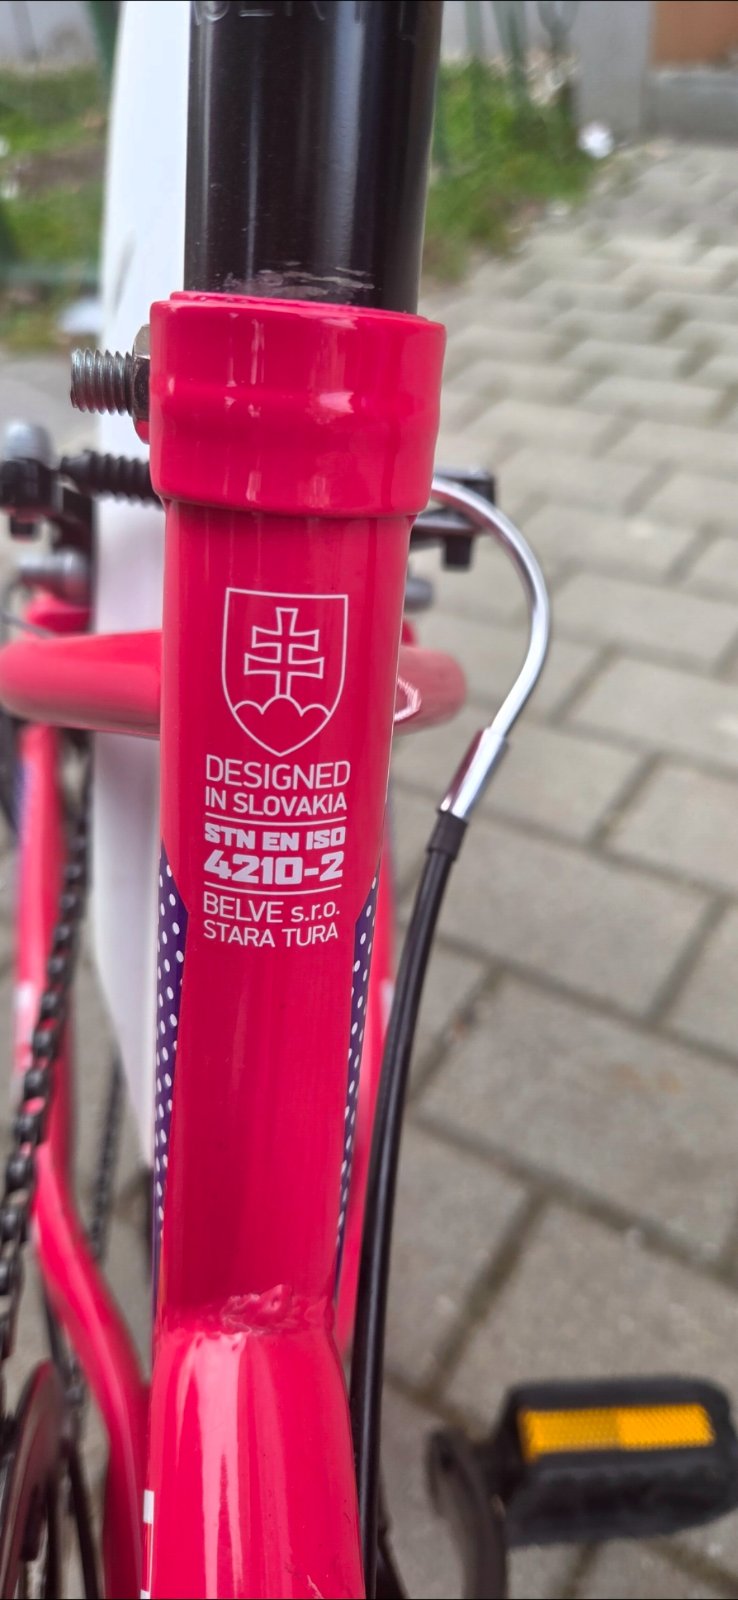 DESIGNED
IN SLOVAKIA
STN EN ISO
4210-2
BELVE s.r.o.
STARA TURA